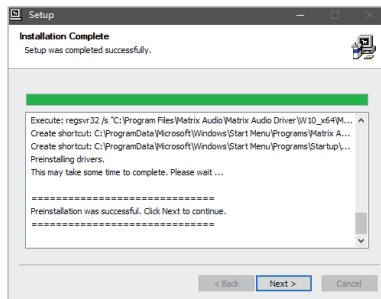 Setup
Installation Complete
Setup was completed successfully.
Execute: regsvr32 /s "C:\Program Files\Matrix Audio\Matrix Audio Driver\W10_x64\M...
Create shortcut: C:\ProgramData\Microsoft\Windows\Start Menu\Programs\Matrix A...
Create shortcut: C:\ProgramData\Microsoft\Windows\Start Menu\Programs\Startup\,...
Preinstalling drivers.
This may take some time to complete. Please wait ...
==============================
Preinstallation was successful. Click Next to continue.
==============================
< Back
Next >
Cancel